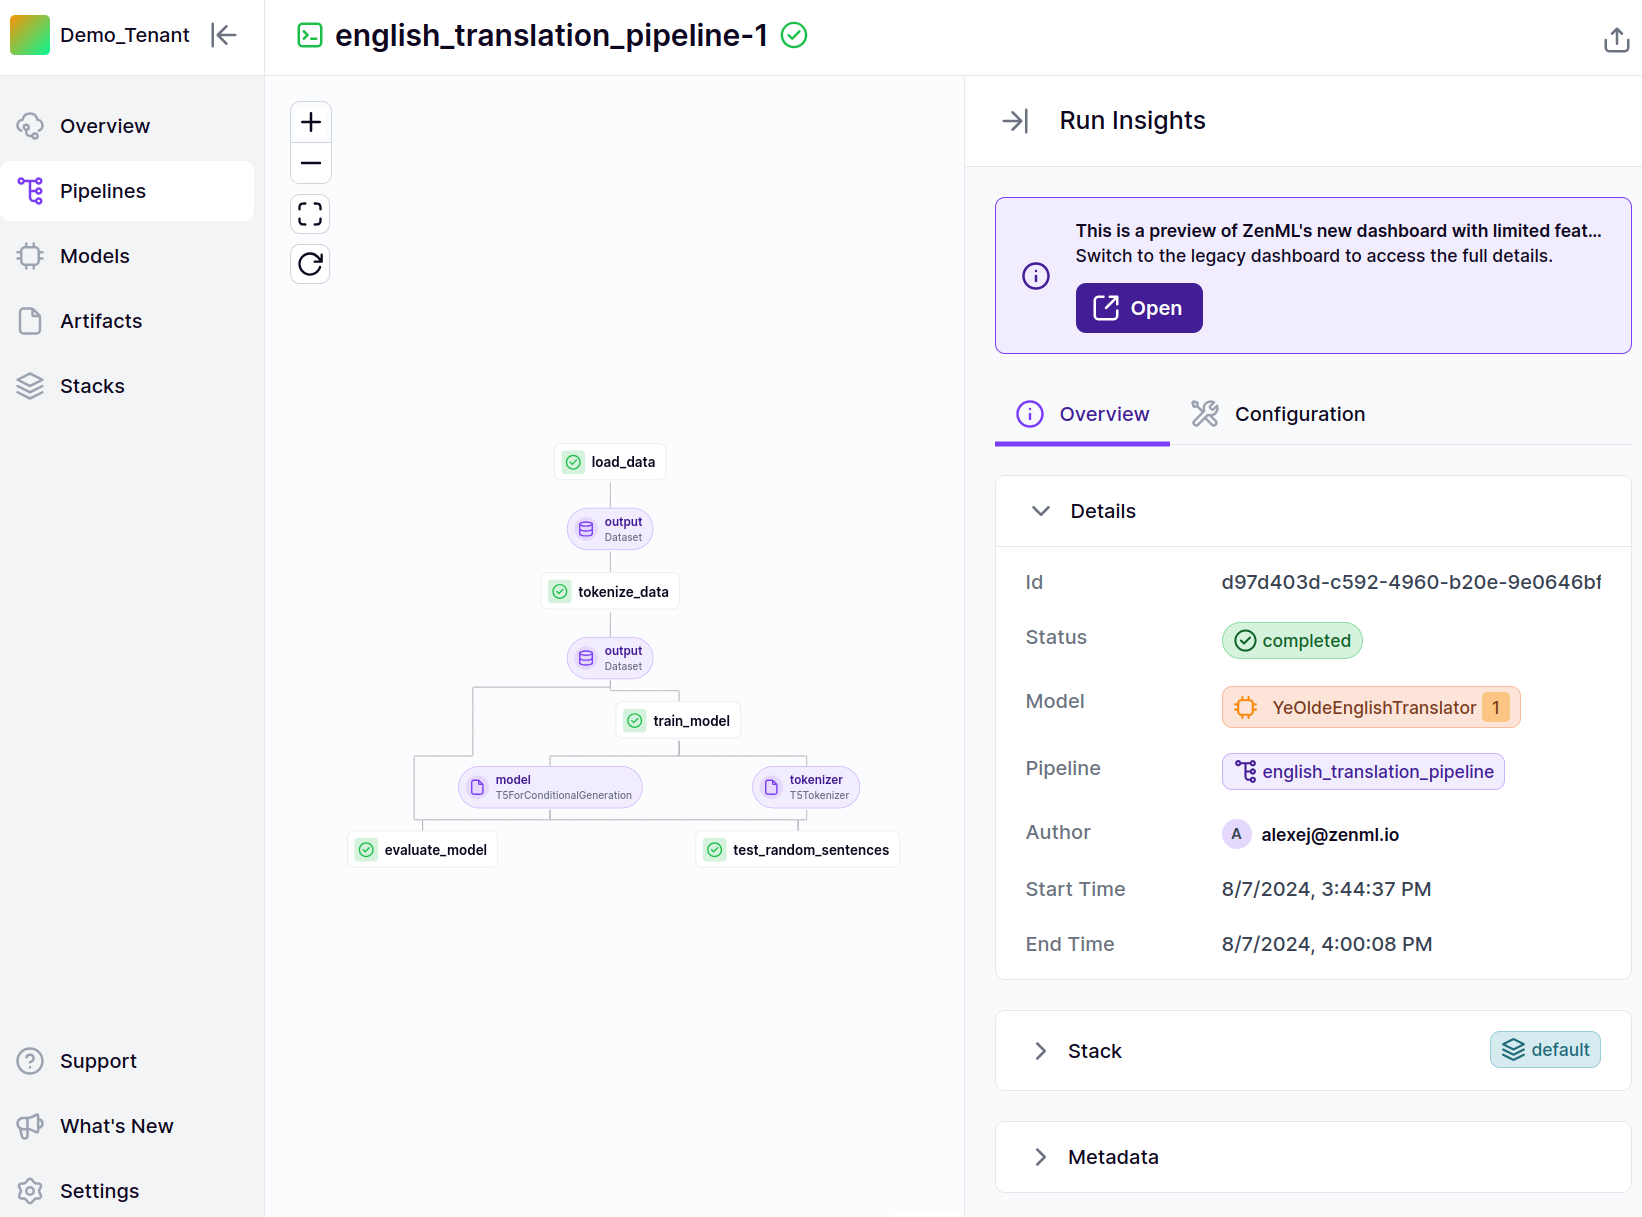 Demo_Tenant
english_translation_pipeline-1
Overview
Pipelines
Models
Artifacts
Stacks
Support
What's New
Settings
load_data
output
Dataset
tokenize_data
output
Dataset
train_model
model
T5ForConditionalGeneration
tokenizer
T5Tokenizer
evaluate_model
test_random_sentences
Run Insights
This is a preview of ZenML's new dashboard with limited feat...
Switch to the legacy dashboard to access the full details.
Open
Overview
Configuration
Details
Id d97d403d-c592-4960-b20e-9e0646bf
Status completed
Model YeOldeEnglishTranslator 1
Pipeline english_translation_pipeline
Author A alexej@zenml.io
Start Time 8/7/2024, 3:44:37 PM
End Time 8/7/2024, 4:00:08 PM
Stack default
Metadata